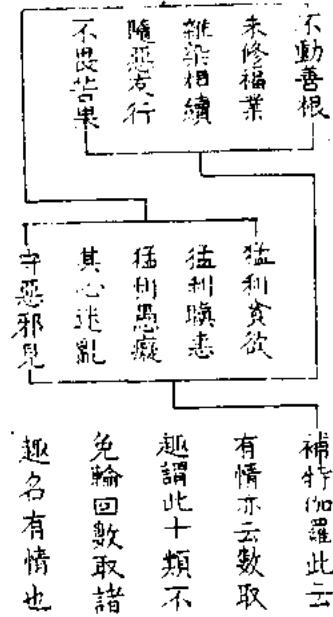 不動善根
未修福業
雜染相續
隨惡友行
不畏苦果
猛利貪欲
猛利瞋恚
猛利愚癡
其心迷亂
守惡邪見
補特伽羅此云
有情亦云數取
趣謂此十類不
免輪回數取諸
趣名有情也